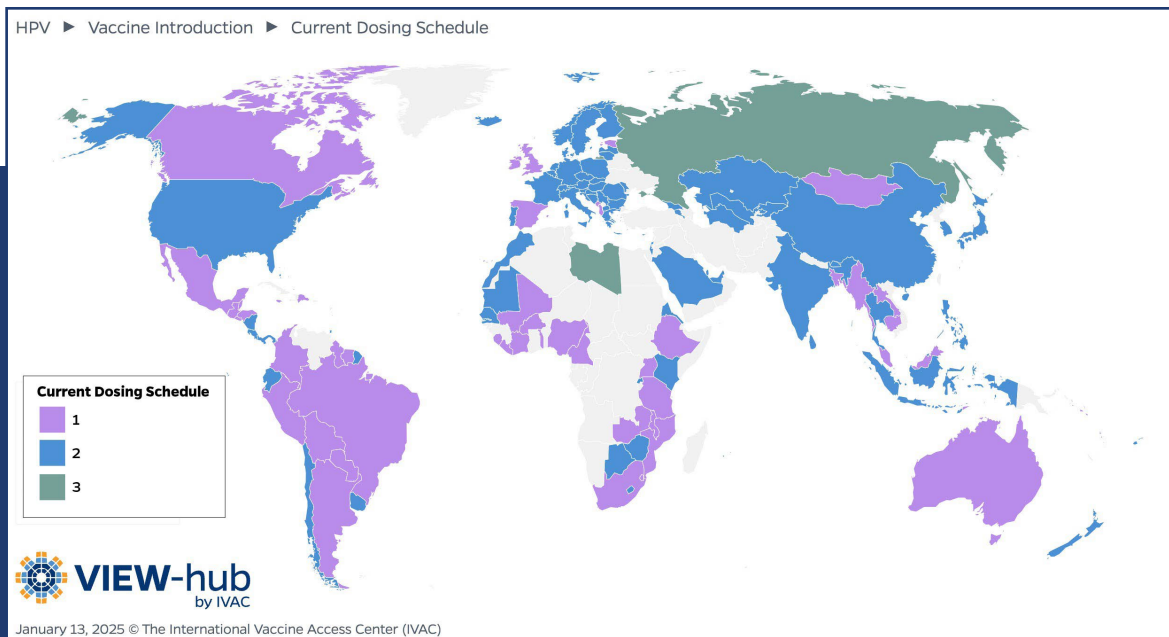 HPV ► Vaccine Introduction ► Current Dosing Schedule
Current Dosing Schedule
1
2
3
VIEW-hub
by IVAC
January 13, 2025 © The International Vaccine Access Center (IVAC)